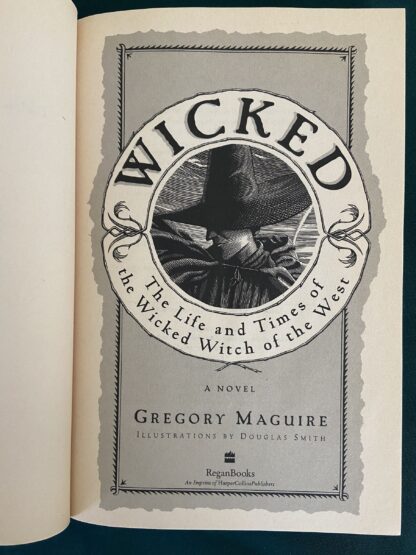 WICKED
The Life and Times of
the Wicked Witch of the West
A NOVEL
GREGORY MAGUIRE
ILLUSTRATIONS BY DOUGLAS SMITH
ReganBooks
An Imprint of HarperCollinsPublishers